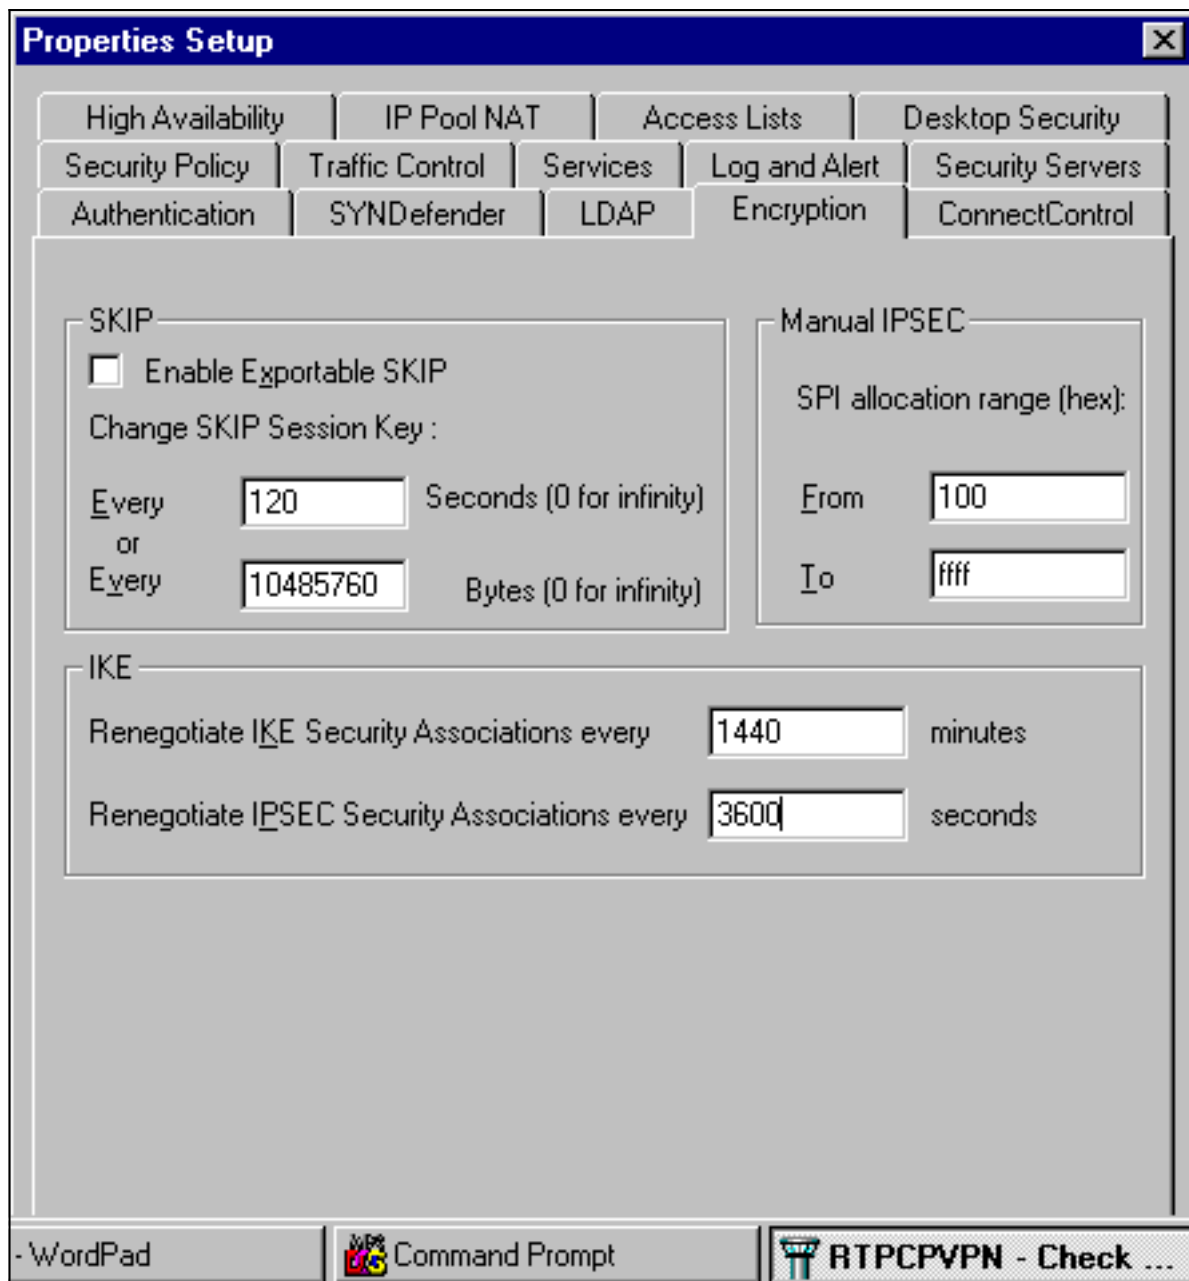 Properties Setup
High Availability IP Pool NAT Access Lists Desktop Security
Security Policy Traffic Control Services Log and Alert Security Servers
Authentication SYNDefender LDAP Encryption ConnectControl
SKIP
Enable Exportable SKIP
Change SKIP Session Key :
Every 120 Seconds (0 for infinity)
or
Every 10485760 Bytes (0 for infinity)
Manual IPSEC
SPI allocation range (hex):
From 100
To ffff
IKE
Renegotiate IKE Security Associations every 1440 minutes
Renegotiate IPSEC Security Associations every 3600 seconds
- WordPad Command Prompt RTPCPVPN - Check ...